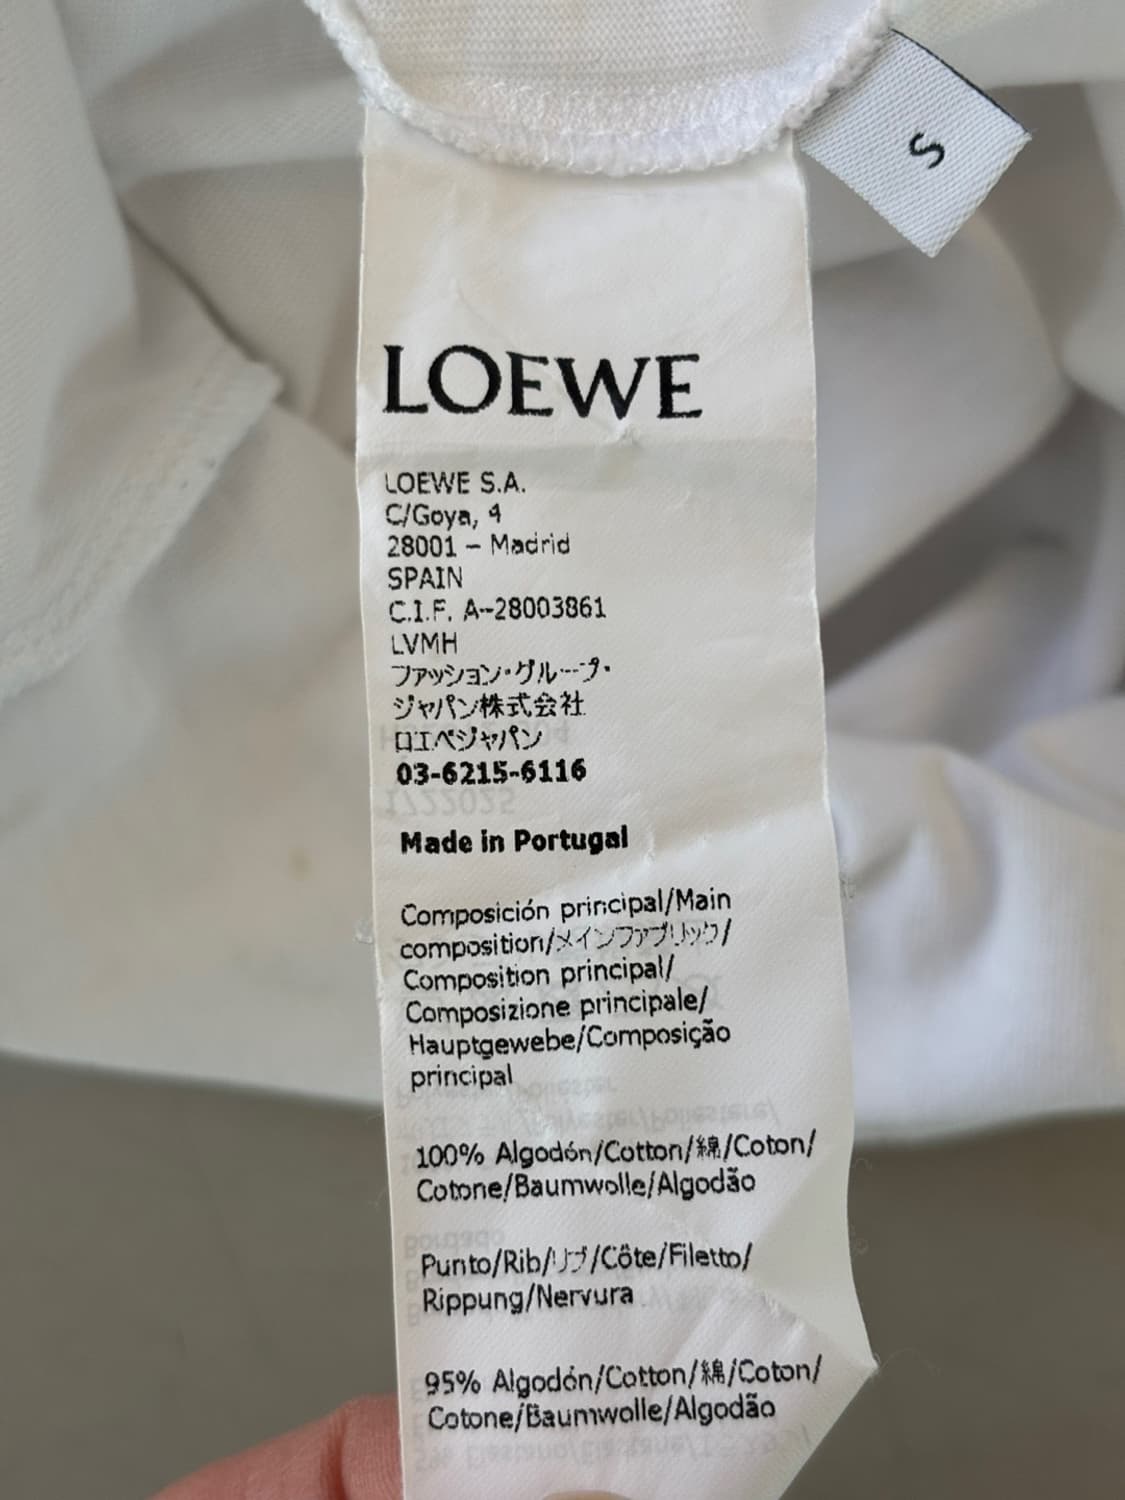 S
LOEWE
LOEWE S.A.
C/Goya, 4
28001 – Madrid
SPAIN
C.I.F. A-28003861
LVMH
ファッション・グループ・
ジャパン株式会社
ロエベジャパン
03-6215-6116
Made in Portugal
Composición principal/Main
composition/メインファブリック/
Composition principal/
Composizione principale/
Hauptgewebe/Composição
principal
100% Algodón/Cotton/綿/Coton/
Cotone/Baumwolle/Algodão
Punto/Rib/リブ/Côte/Filetto/
Rippung/Nervura
95% Algodón/Cotton/綿/Coton/
Cotone/Baumwolle/Algodão